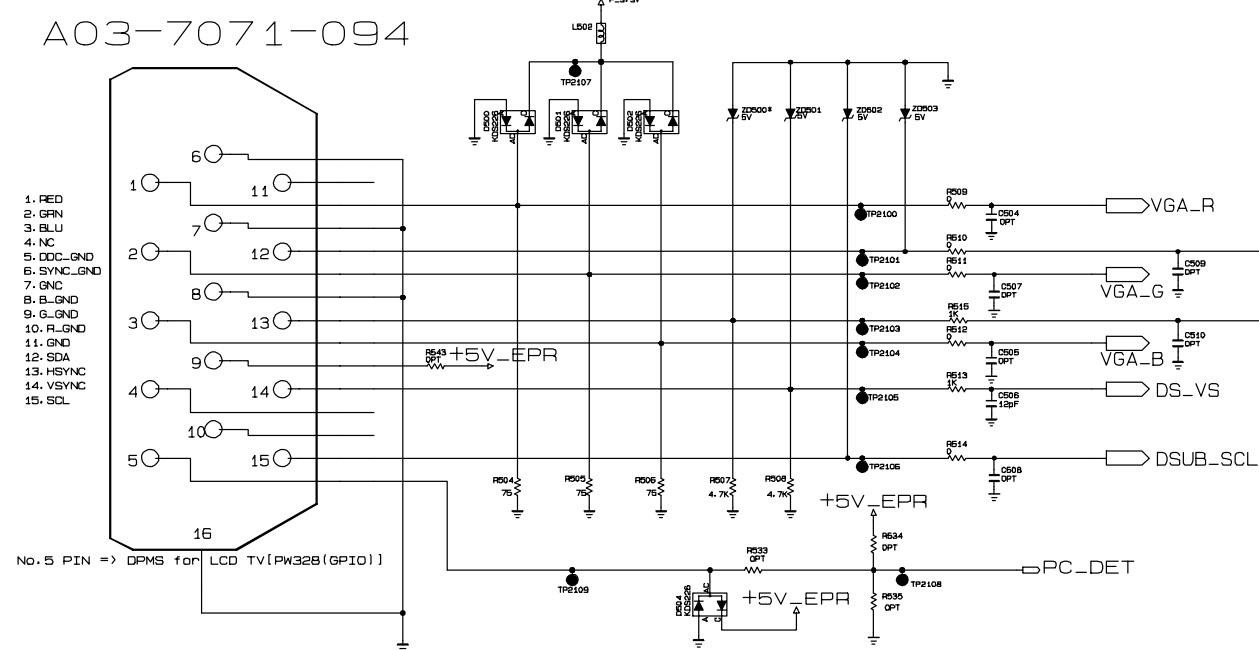 A03-7071-094
L502
TP2107
D500
KDS226
A
C
AC
D501
KDS226
A
C
AC
D502
KDS226
A
C
AC
ZD500*
5V
ZD501
5V
ZD502
5V
ZD503
5V
1. RED
2. GRN
3. BLU
4. NC
5. DDC_GND
6. SYNC_GND
7. GNC
8. B_GND
9. G_GND
10. R_GND
11. GND
12. SDA
13. HSYNC
14. VSYNC
15. SCL
6
1
11
7
2
12
8
3
13
9
4
14
10
5
15
16
R543
OPT
+5V_EPR
TP2100
TP2101
TP2102
TP2103
TP2104
TP2105
TP2106
R509
0
C504
OPT
VGA_R
R510
0
R511
0
C509
OPT
C507
OPT
VGA_G
R515
1K
R512
0
C510
OPT
C505
OPT
VGA_B
R513
1K
C506
12pF
DS_VS
R514
0
C508
OPT
DSUB_SCL
R504
75
R505
75
R506
75
R507
4.7K
R508
4.7K
+5V_EPR
R534
OPT
No.5 PIN => DPMS for LCD TV[PW328(GPIO)]
TP2109
R533
OPT
TP2108
PC_DET
D504
KDS226
AC
A
C
+5V_EPR
R535
OPT